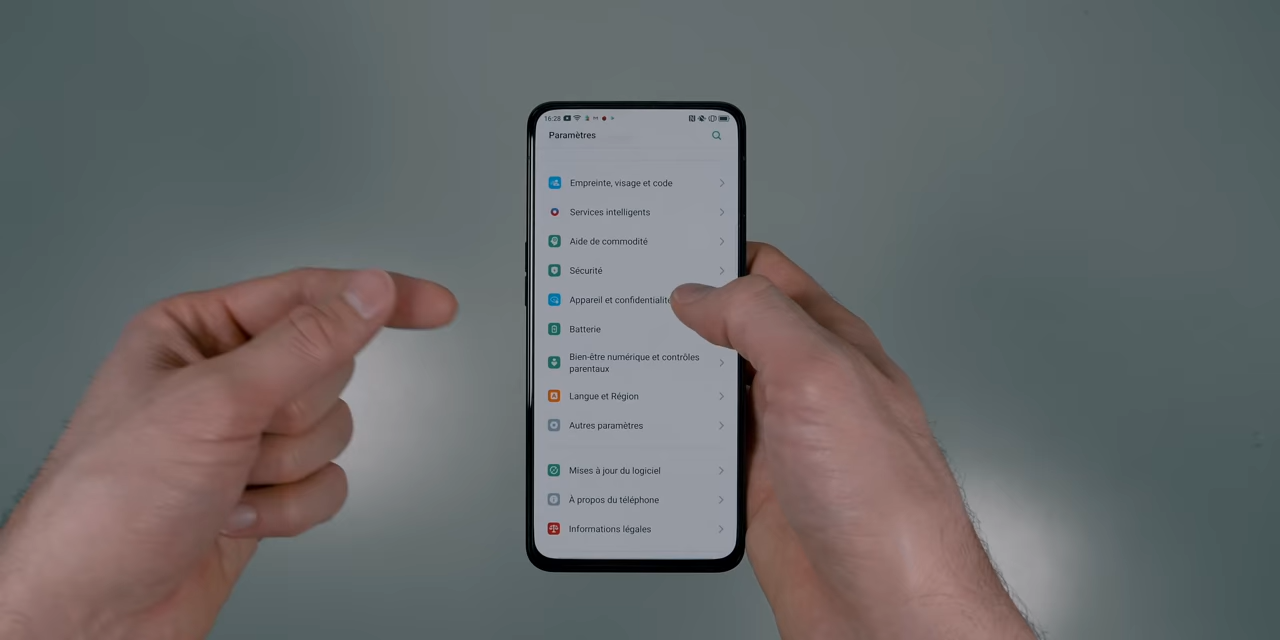 16:28
Paramètres
Empreinte, visage et code
Services intelligents
Aide de commodité
Sécurité
Appareil et confidentialité
Batterie
Bien-être numérique et contrôles
parentaux
Langue et Région
Autres paramètres
Mises à jour du logiciel
À propos du téléphone
Informations légales